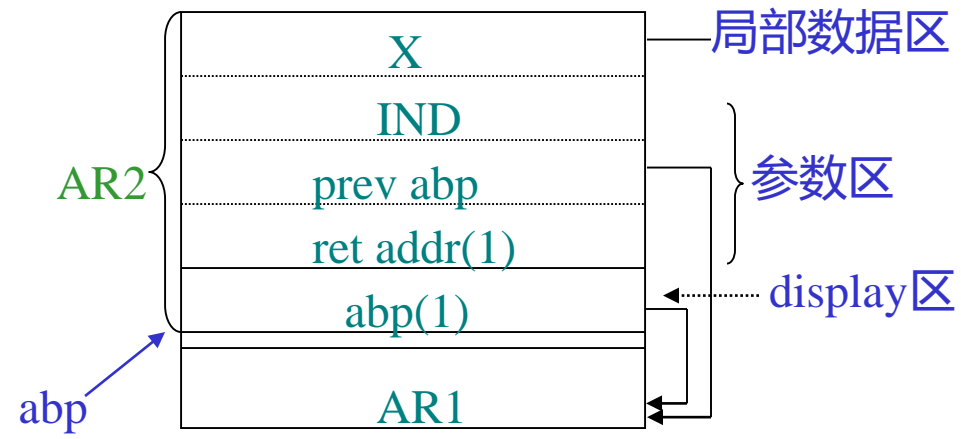 X
局部数据区
IND
AR2
prev abp
参数区
ret addr(1)
display区
abp(1)
abp
AR1